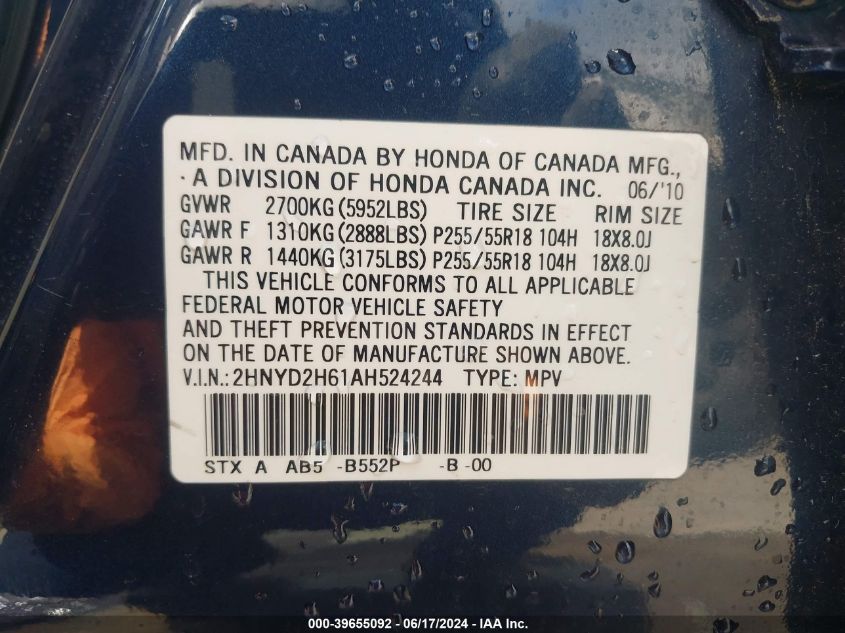 MFD. IN CANADA BY HONDA OF CANADA MFG.,
A DIVISION OF HONDA CANADA INC. 06/'10
GVWR 2700KG (5952LBS) TIRE SIZE RIM SIZE
GAWR F 1310KG (2888LBS) P255/55R18 104H 18X8.0J
GAWR R 1440KG (3175LBS) P255/55R18 104H 18X8.0J
THIS VEHICLE CONFORMS TO ALL APPLICABLE
FEDERAL MOTOR VEHICLE SAFETY
AND THEFT PREVENTION STANDARDS IN EFFECT
ON THE DATE OF MANUFACTURE SHOWN ABOVE.
V.I.N.: 2HNYD2H61AH524244 TYPE: MPV
STX A AB5 -B552P -B -00
000-39655092 - 06/17/2024 - IAA Inc.